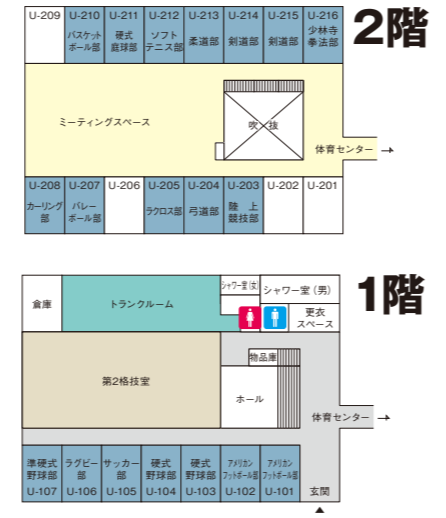 2階
U-209 U-210 U-211 U-212 U-213 U-214 U-215 U-216
バスケット
ボール部
硬式
庭球部
ソフト
テニス部
柔道部
剣道部
剣道部
少林寺
拳法部
ミーティングスペース
吹抜
体育センター →
U-208 U-207 U-206 U-205 U-204 U-203 U-202 U-201
カーリング
部
バレー
ボール部
ラクロス部
弓道部
陸上
競技部
1階
倉庫
トランクルーム
シャワー室(女)
シャワー室(男)
更衣
スペース
第2格技室
物品庫
ホール
体育センター →
準硬式
野球部
U-107
ラグビー
部
U-106
サッカー
部
U-105
硬式
野球部
U-104
硬式
野球部
U-103
アメリカン
フットボール部
U-102
アメリカン
フットボール部
U-101
玄関